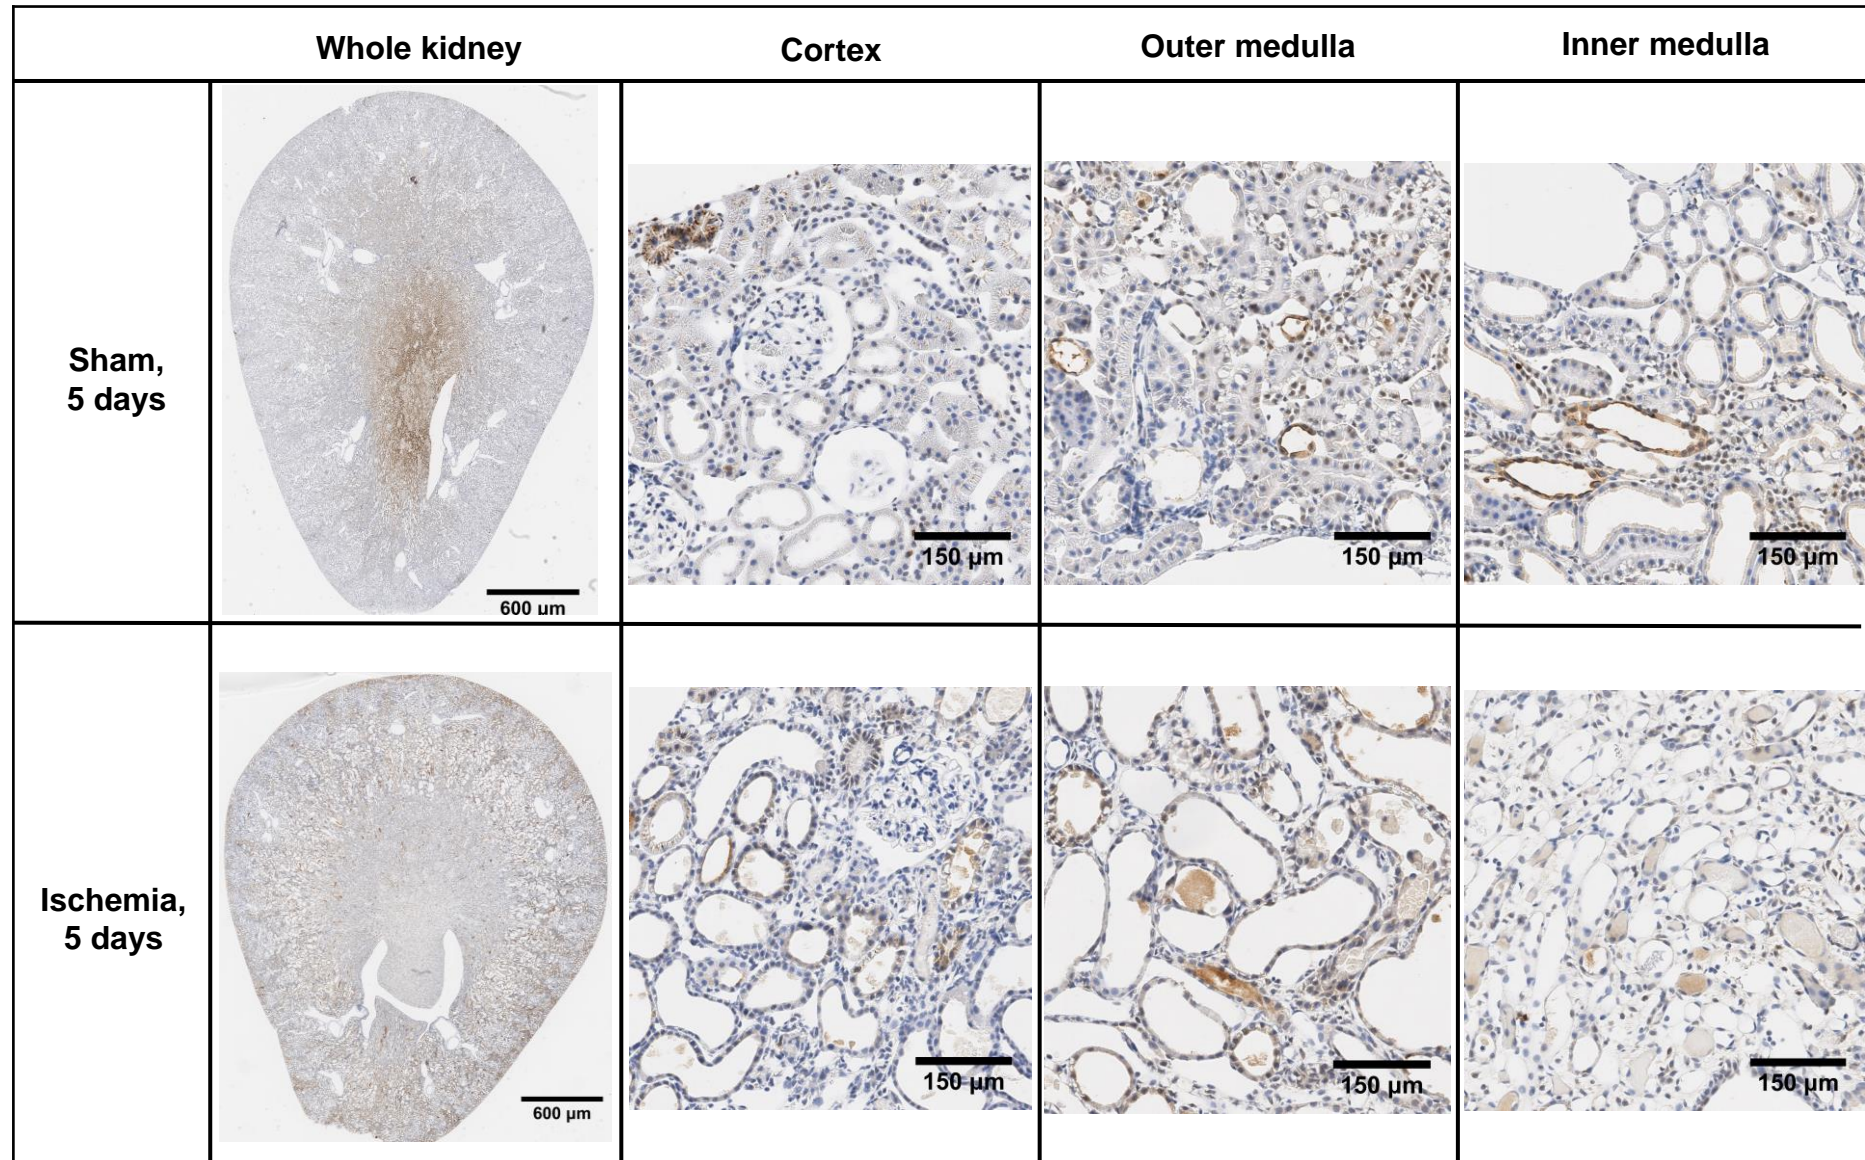 Whole kidney
Cortex
Outer medulla
Inner medulla
Sham,
5 days
600 µm
150 µm
150 µm
150 µm
Ischemia,
5 days
600 µm
150 µm
150 µm
150 µm